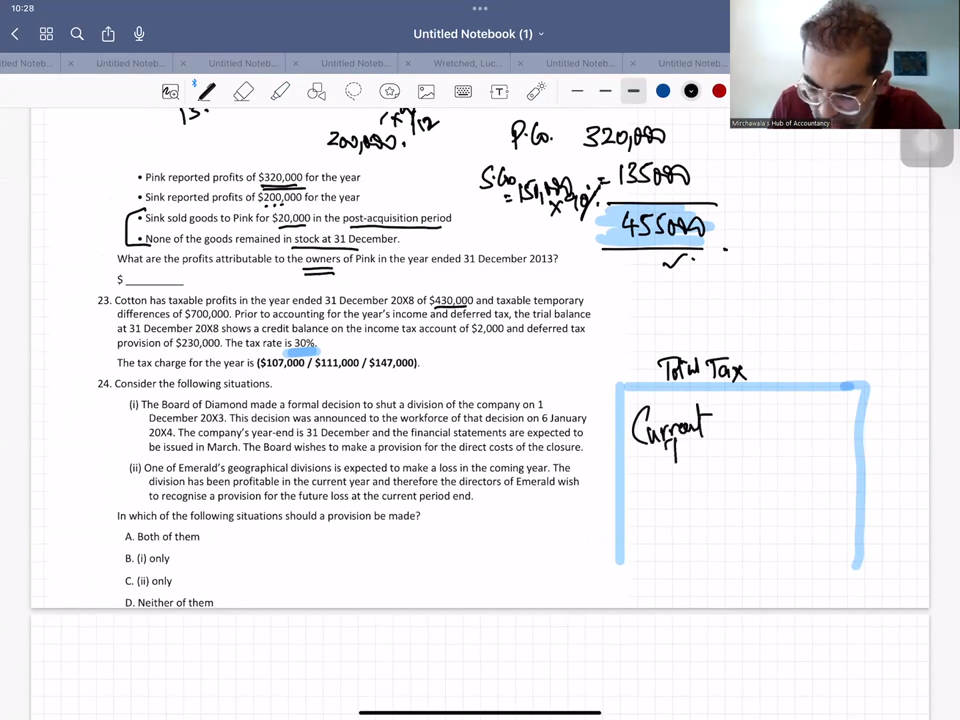 10:28
Untitled Notebook (1)
Untitled Noteb...
Untitled Noteb...
Untitled Noteb...
Wretched, Luc...
Untitled Noteb...
Untitled Noteb...
Mirchawala's Hub of Accountancy
200,000.
P.Co. 320,000
• Pink reported profits of $320,000 for the year
S.Co = 135000
• Sink reported profits of $200,000 for the year
• Sink sold goods to Pink for $20,000 in the post-acquisition period
455000
• None of the goods remained in stock at 31 December.
What are the profits attributable to the owners of Pink in the year ended 31 December 2013?
$ __________
23. Cotton has taxable profits in the year ended 31 December 20X8 of $430,000 and taxable temporary
differences of $700,000. Prior to accounting for the year's income and deferred tax, the trial balance
at 31 December 20X8 shows a credit balance on the income tax account of $2,000 and deferred tax
provision of $230,000. The tax rate is 30%.
The tax charge for the year is ($107,000 / $111,000 / $147,000).
Total Tax
24. Consider the following situations.
(i) The Board of Diamond made a formal decision to shut a division of the company on 1
December 20X3. This decision was announced to the workforce of that decision on 6 January
20X4. The company's year-end is 31 December and the financial statements are expected to
be issued in March. The Board wishes to make a provision for the direct costs of the closure.
Current
(ii) One of Emerald's geographical divisions is expected to make a loss in the coming year. The
division has been profitable in the current year and therefore the directors of Emerald wish
to recognise a provision for the future loss at the current period end.
In which of the following situations should a provision be made?
A. Both of them
B. (i) only
C. (ii) only
D. Neither of them